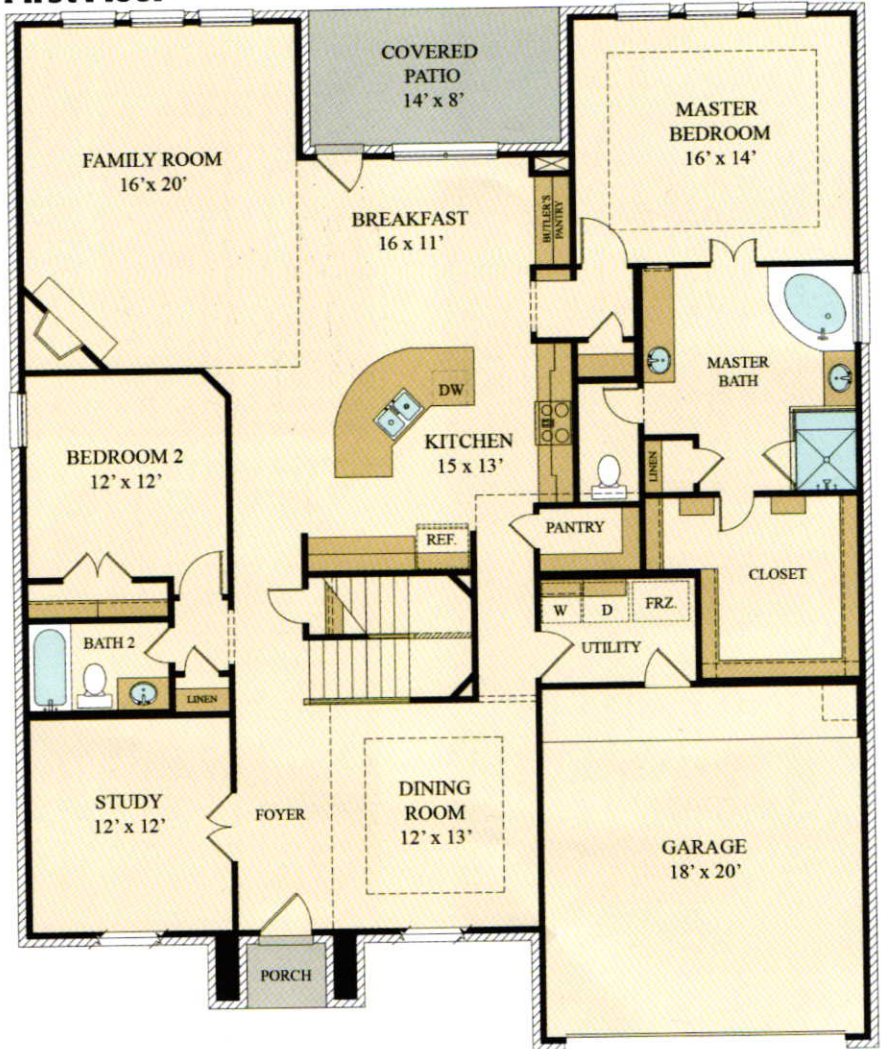 First Floor
COVERED
PATIO
14' x 8'
MASTER
BEDROOM
16' x 14'
FAMILY ROOM
16'x 20'
BREAKFAST
16 x 11'
BUTLER'S
PANTRY
MASTER
BATH
DW
KITCHEN
15 x 13'
BEDROOM 2
12' x 12'
LINEN
REF.
PANTRY
CLOSET
W
D
FRZ.
UTILITY
BATH 2
LINEN
STUDY
12' x 12'
FOYER
DINING
ROOM
12' x 13'
GARAGE
18' x 20'
PORCH